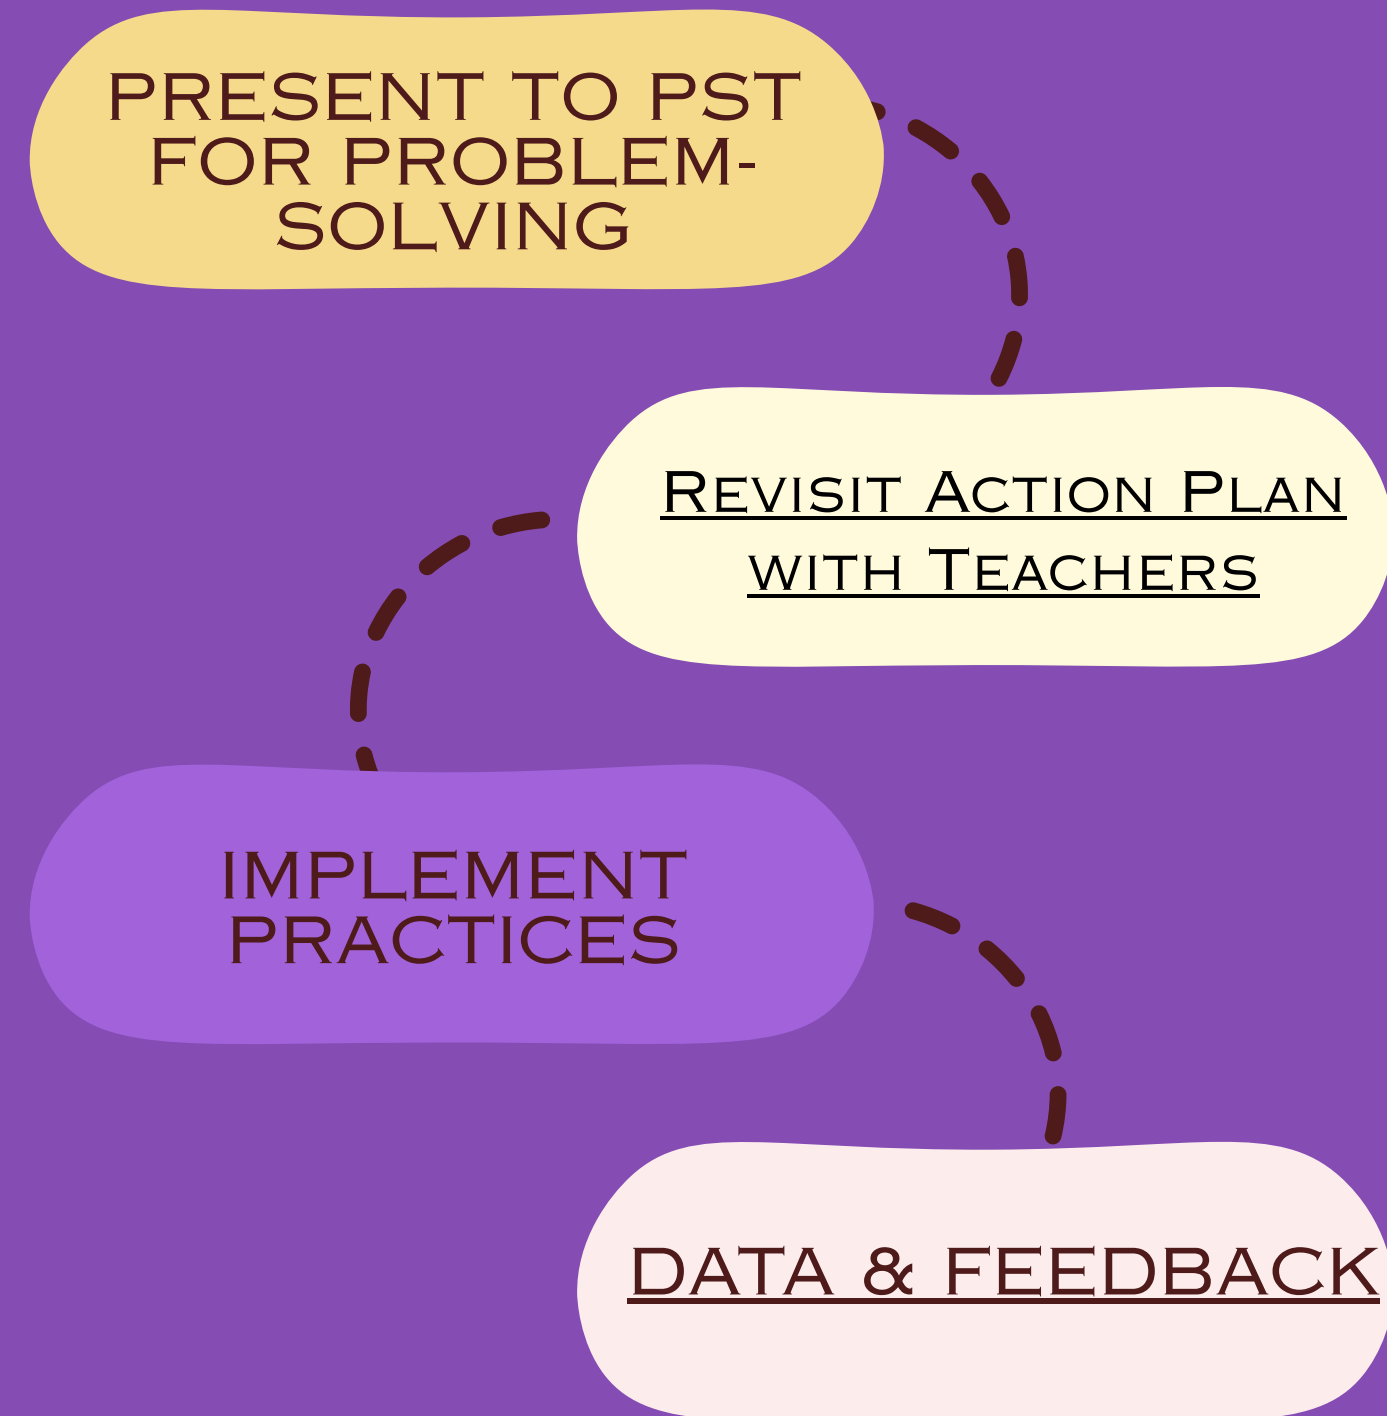 PRESENT TO PST
FOR PROBLEM-
SOLVING
REVISIT ACTION PLAN
WITH TEACHERS
IMPLEMENT
PRACTICES
DATA & FEEDBACK